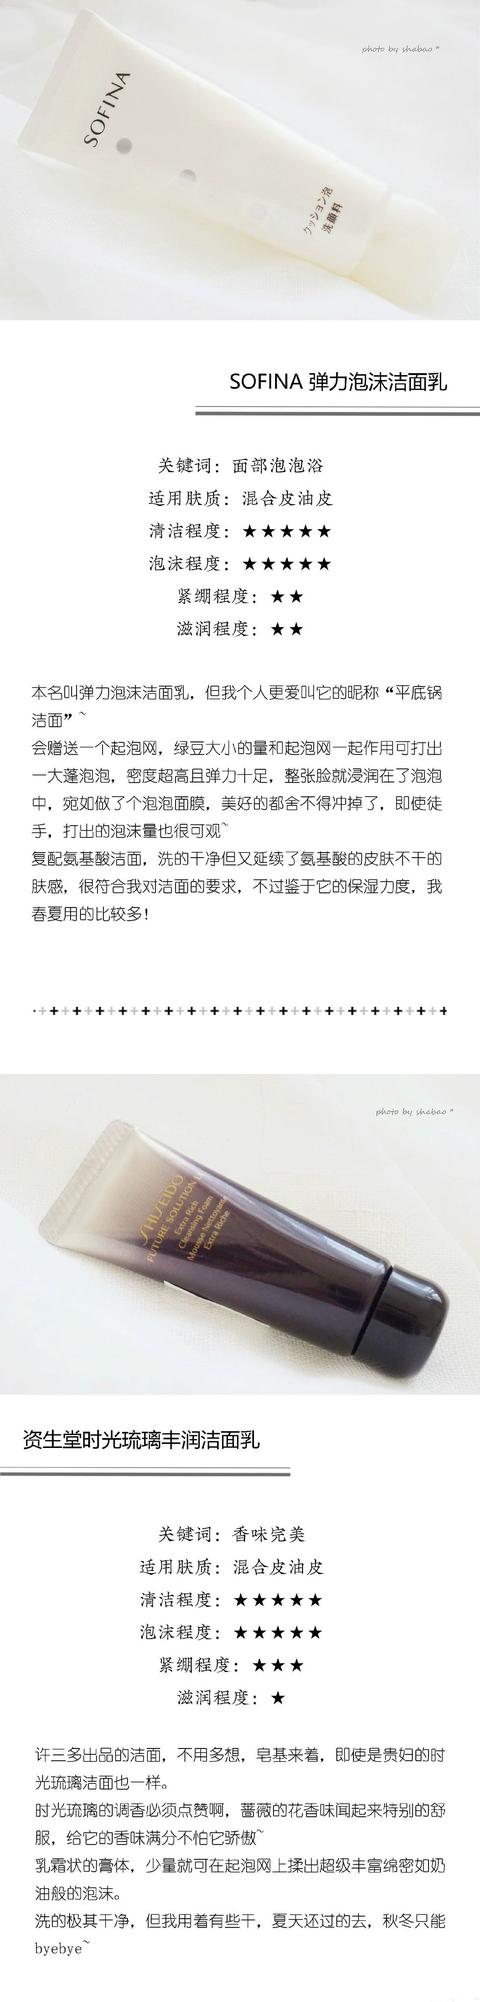 photo by shabao *
SOFINA
クッション泡
洗顔料
SOFINA 弹力泡沫洁面乳
关键词：面部泡泡浴
适用肤质：混合皮油皮
清洁程度：★★★★★
泡沫程度：★★★★★
紧绷程度：★★
滋润程度：★★
本名叫弹力泡沫洁面乳，但我个人更爱叫它的昵称“平底锅
洁面”~
会赠送一个起泡网，绿豆大小的量和起泡网一起作用可打出
一大蓬泡泡，密度超高且弹力十足，整张脸就浸润在了泡泡
中，宛如做了个泡泡面膜，美好的都舍不得冲掉了，即使徒
手，打出的泡沫量也很可观~
复配氨基酸洁面，洗的干净但又延续了氨基酸的皮肤不干的
肤感，很符合我对洁面的要求，不过鉴于它的保湿力度，我
春夏用的比较多！
photo by shabao *
SHISEIDO
FUTURE SOLUTION
Extra Rich
Cleansing Foam
Mousse Nettoyante
Extra Riche
资生堂时光琉璃丰润洁面乳
关键词：香味完美
适用肤质：混合皮油皮
清洁程度：★★★★★
泡沫程度：★★★★★
紧绷程度：★★★
滋润程度：★
许三多出品的洁面，不用多想，皂基来着，即使是贵妇的时
光琉璃洁面也一样。
时光琉璃的调香必须点赞啊，蔷薇的花香味闻起来特别的舒
服，给它的香味满分不怕它骄傲~
乳霜状的膏体，少量就可在起泡网上揉出超级丰富绵密如奶
油般的泡沫。
洗的极其干净，但我用着有些干，夏天还过的去，秋冬只能
byebye~